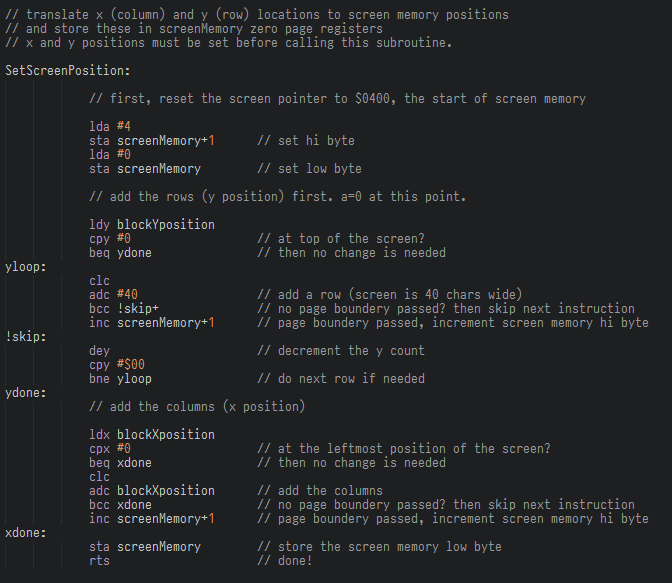 // translate x (column) and y (row) locations to screen memory positions
// and store these in screenMemory zero page registers
// x and y positions must be set before calling this subroutine.
SetScreenPosition:
// first, reset the screen pointer to $0400, the start of screen memory
lda #4
sta screenMemory+1 // set hi byte
lda #0
sta screenMemory // set low byte
// add the rows (y position) first. a=0 at this point.
ldy blockYposition
cpy #0 // at top of the screen?
beq ydone // then no change is needed
yloop:
clc
adc #40 // add a row (screen is 40 chars wide)
bcc !skip+ // no page boundery passed? then skip next instruction
inc screenMemory+1 // page boundery passed, increment screen memory hi byte
!skip:
dey // decrement the y count
cpy #$00
bne yloop // do next row if needed
ydone:
// add the columns (x position)
ldx blockXposition
cpx #0 // at the leftmost position of the screen?
beq xdone // then no change is needed
clc
adc blockXposition // add the columns
bcc xdone // no page boundery passed? then skip next instruction
inc screenMemory+1 // page boundery passed, increment screen memory hi byte
xdone:
sta screenMemory // store the screen memory low byte
rts // done!